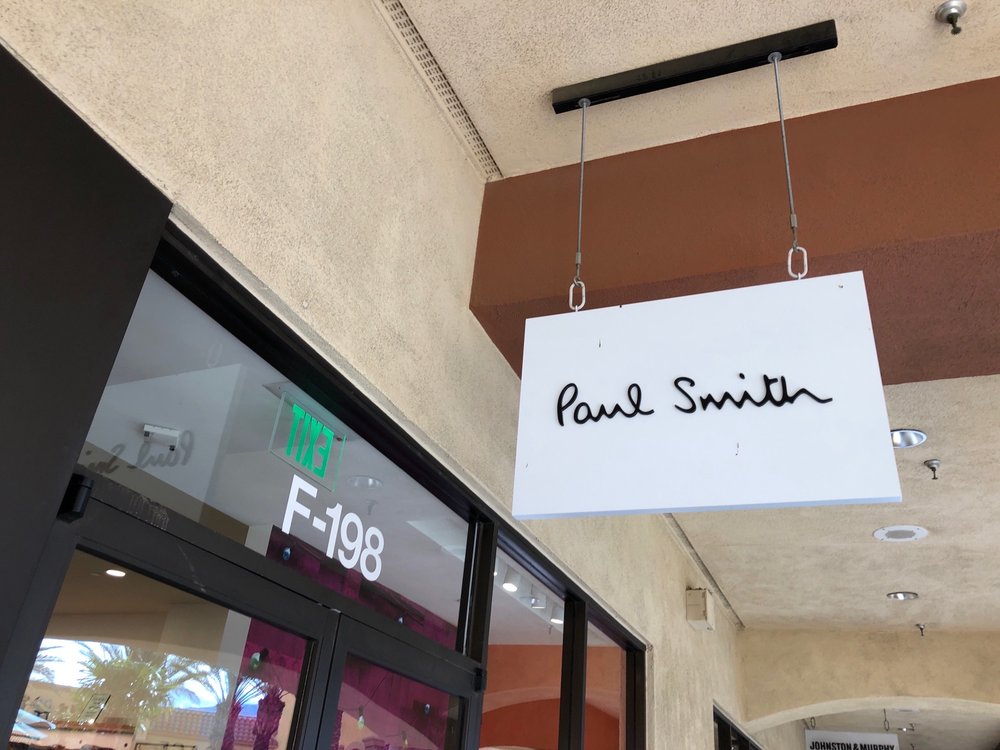 Paul Smith
EXIT
F-198
JOHNSTON & MURPHY